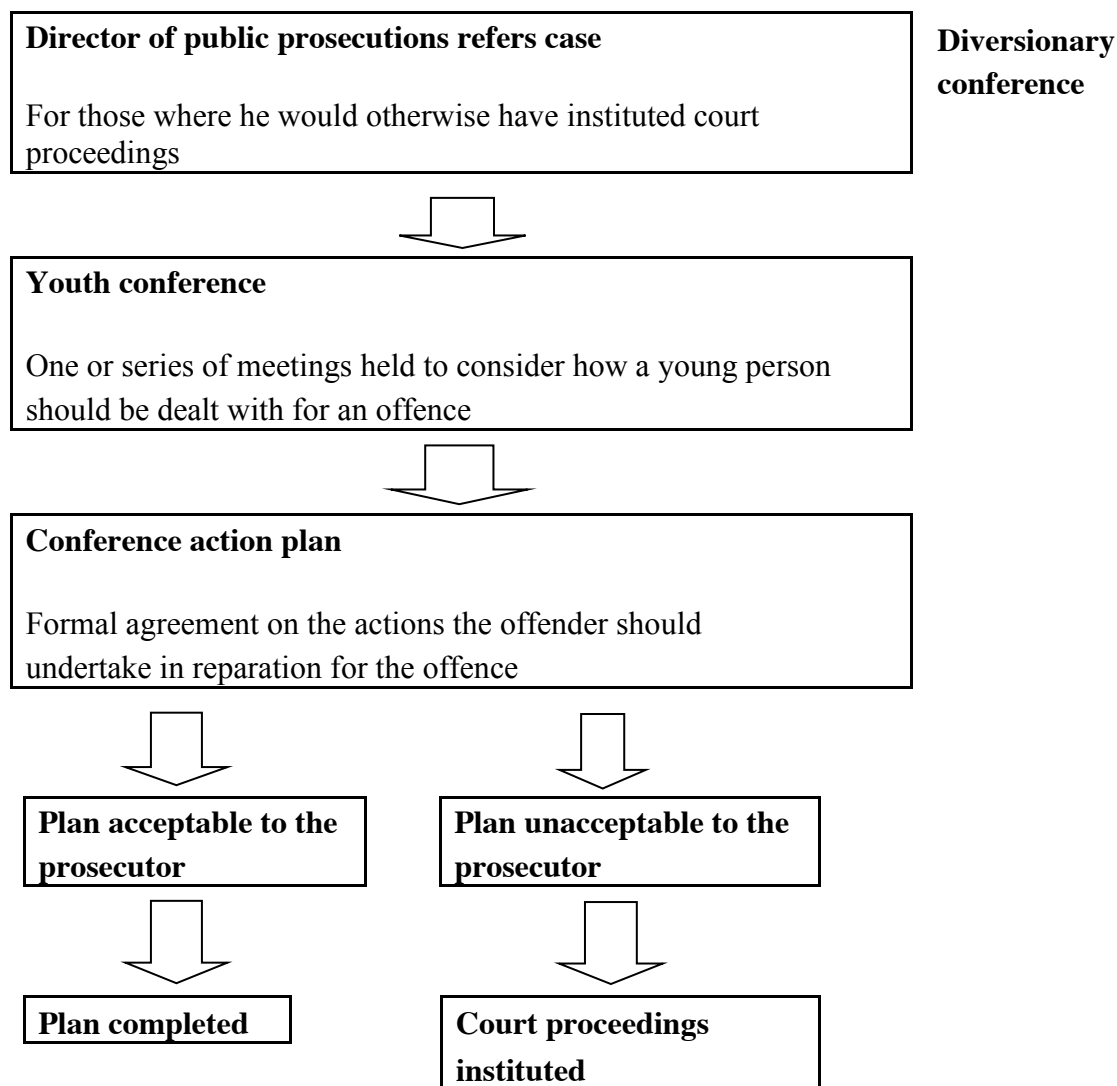 Director of public prosecutions refers case
Diversionary
conference
For those where he would otherwise have instituted court
proceedings
Youth conference
One or series of meetings held to consider how a young person
should be dealt with for an offence
Conference action plan
Formal agreement on the actions the offender should
undertake in reparation for the offence
Plan acceptable to the
prosecutor
Plan unacceptable to the
prosecutor
Plan completed
Court proceedings
instituted